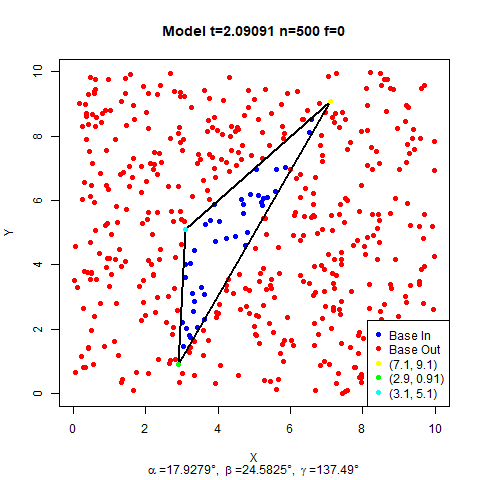 Model t=2.09091 n=500 f=0
Y
10
8
6
4
2
0
Base In
Base Out
(7.1, 9.1)
(2.9, 0.91)
(3.1, 5.1)
0 2 4 6 8 10
X
α =17.9279°, β =24.5825°, γ =137.49°